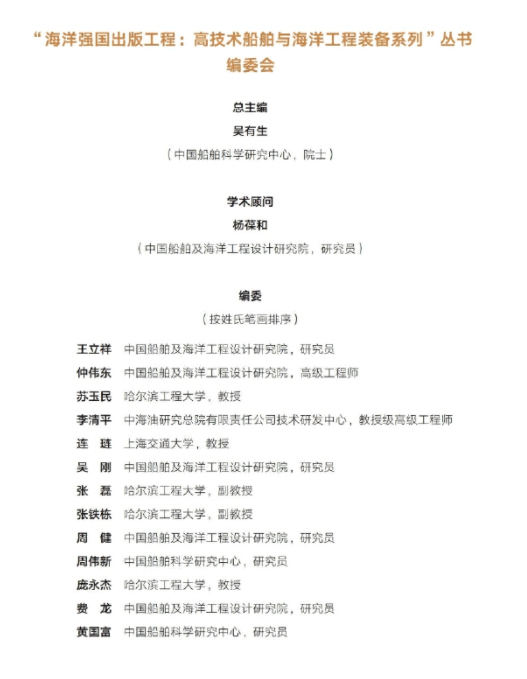 “海洋强国出版工程：高技术船舶与海洋工程装备系列”丛书
编委会
总主编
吴有生
（中国船舶科学研究中心，院士）
学术顾问
杨葆和
（中国船舶及海洋工程设计研究院，研究员）
编委
（按姓氏笔画排序）
王立祥 中国船舶及海洋工程设计研究院，研究员
仲伟东 中国船舶及海洋工程设计研究院，高级工程师
苏玉民 哈尔滨工程大学，教授
李清平 中海油研究总院有限责任公司技术研发中心，教授级高级工程师
连 琏 上海交通大学，教授
吴 刚 中国船舶及海洋工程设计研究院，研究员
张 磊 哈尔滨工程大学，副教授
张铁栋 哈尔滨工程大学，副教授
周 健 中国船舶及海洋工程设计研究院，研究员
周伟新 中国船舶科学研究中心，研究员
庞永杰 哈尔滨工程大学，教授
费 龙 中国船舶及海洋工程设计研究院，研究员
黄国富 中国船舶科学研究中心，研究员